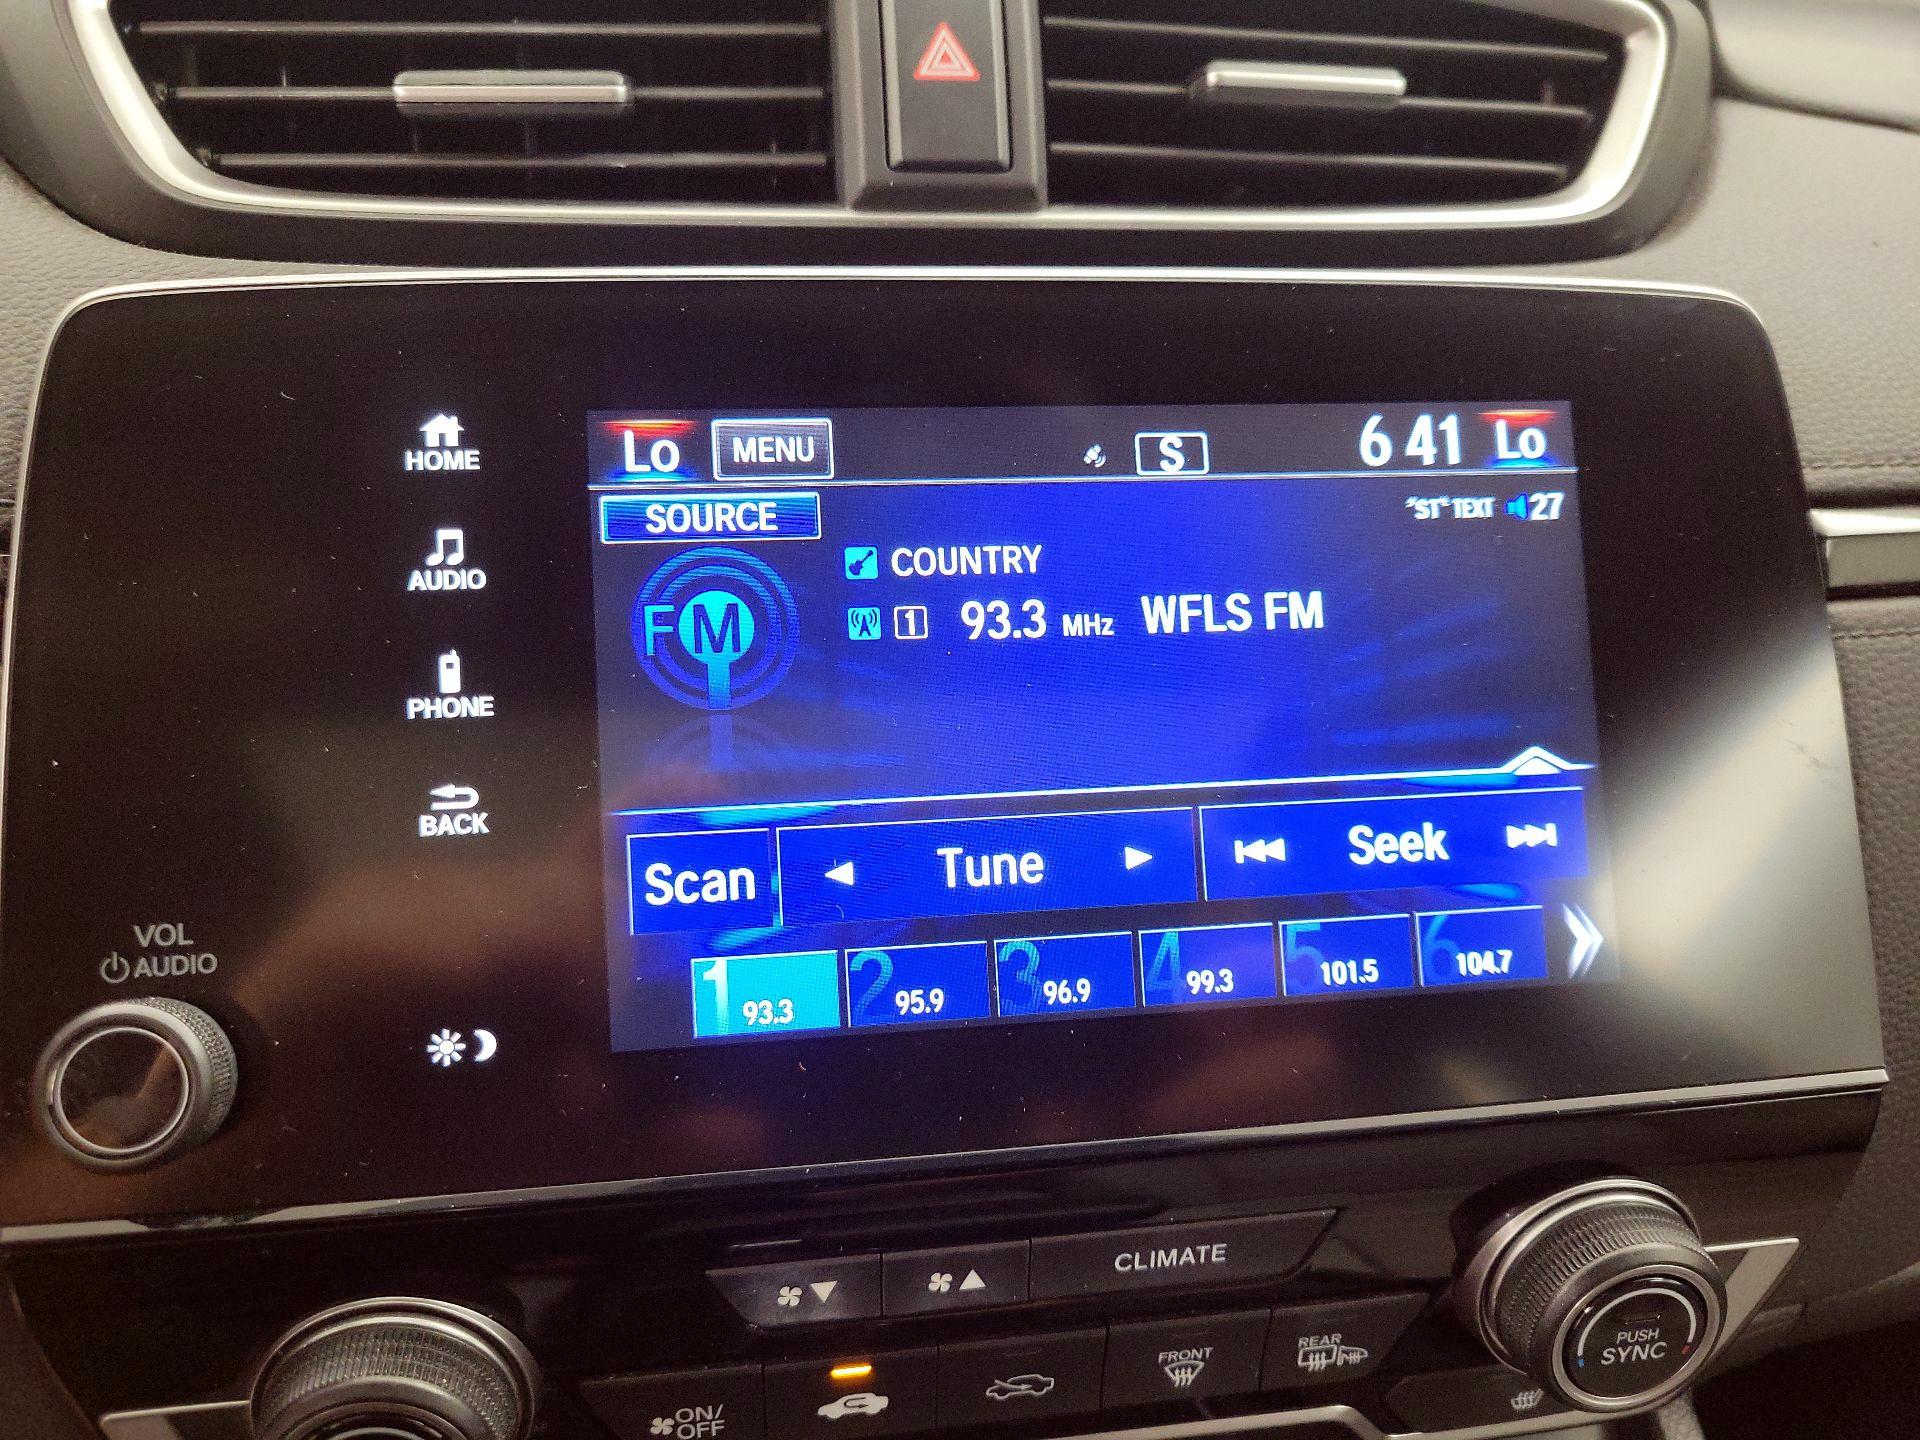 HOME
AUDIO
PHONE
BACK
VOL
AUDIO
Lo MENU S 6 41 Lo
SOURCE "ST" TEXT 27
FM
COUNTRY
1 93.3 MHz WFLS FM
Scan Tune Seek
1 93.3 2 95.9 3 96.9 4 99.3 5 101.5 6 104.7
CLIMATE
ON/
OFF
FRONT
REAR
PUSH
SYNC